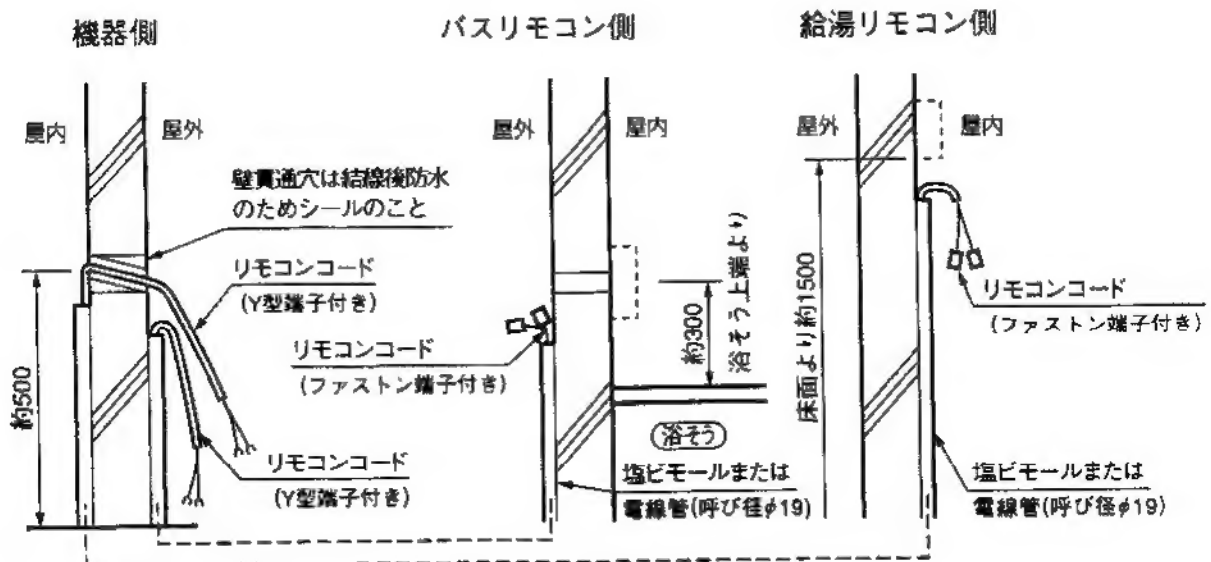 機器側
屋内
屋外
壁貫通穴は結線後防水
のためシールのこと
リモコンコード
(Y型端子付き)
約500
リモコンコード
(Y型端子付き)
バスリモコン側
屋外
屋内
リモコンコード
(ファストン端子付き)
約300
浴そう上端より
浴そう
塩ビモールまたは
電線管(呼び径φ19)
給湯リモコン側
屋外
屋内
床面より約1500
リモコンコード
(ファストン端子付き)
塩ビモールまたは
電線管(呼び径φ19)